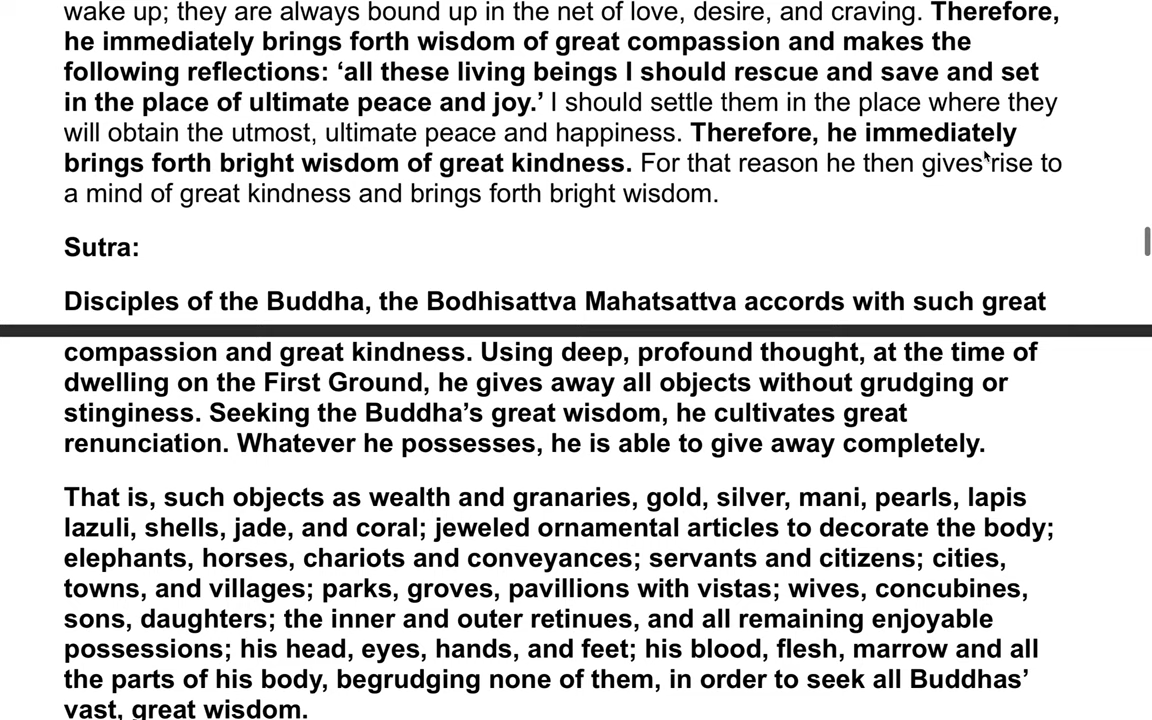 wake up; they are always bound up in the net of love, desire, and craving. Therefore,
he immediately brings forth wisdom of great compassion and makes the
following reflections: ‘all these living beings I should rescue and save and set
in the place of ultimate peace and joy.’ I should settle them in the place where they
will obtain the utmost, ultimate peace and happiness. Therefore, he immediately
brings forth bright wisdom of great kindness. For that reason he then gives rise to
a mind of great kindness and brings forth bright wisdom.
Sutra:
Disciples of the Buddha, the Bodhisattva Mahatsattva accords with such great
compassion and great kindness. Using deep, profound thought, at the time of
dwelling on the First Ground, he gives away all objects without grudging or
stinginess. Seeking the Buddha’s great wisdom, he cultivates great
renunciation. Whatever he possesses, he is able to give away completely.
That is, such objects as wealth and granaries, gold, silver, mani, pearls, lapis
lazuli, shells, jade, and coral; jeweled ornamental articles to decorate the body;
elephants, horses, chariots and conveyances; servants and citizens; cities,
towns, and villages; parks, groves, pavillions with vistas; wives, concubines,
sons, daughters; the inner and outer retinues, and all remaining enjoyable
possessions; his head, eyes, hands, and feet; his blood, flesh, marrow and all
the parts of his body, begrudging none of them, in order to seek all Buddhas’
vast, great wisdom.